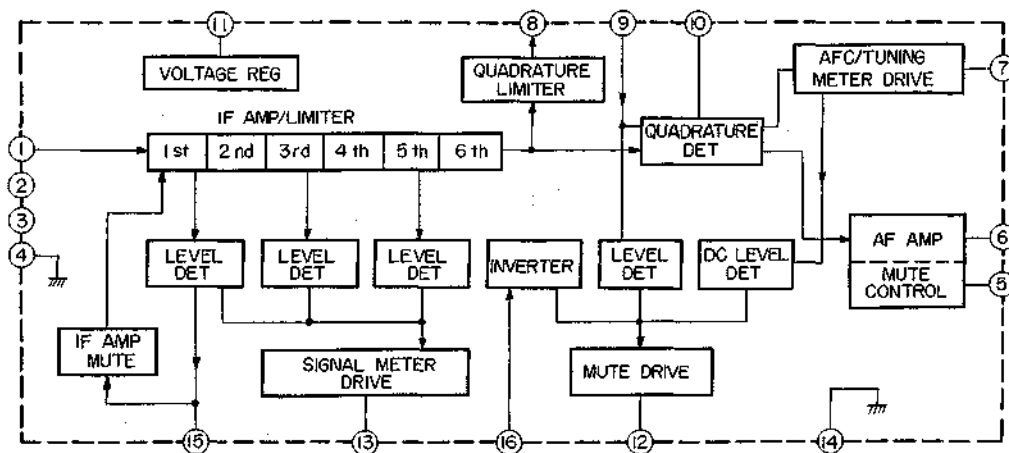 11
8
9
10
VOLTAGE REG
QUADRATURE
LIMITER
AFC/TUNING
METER DRIVE
7
IF AMP/LIMITER
1
1st 2nd 3rd 4th 5th 6th
QUADRATURE
DET
2
3
4
LEVEL
DET
LEVEL
DET
LEVEL
DET
INVERTER
LEVEL
DET
DC LEVEL
DET
AF AMP
6
MUTE
CONTROL
5
IF AMP
MUTE
SIGNAL METER
DRIVE
MUTE DRIVE
15
13
16
12
14